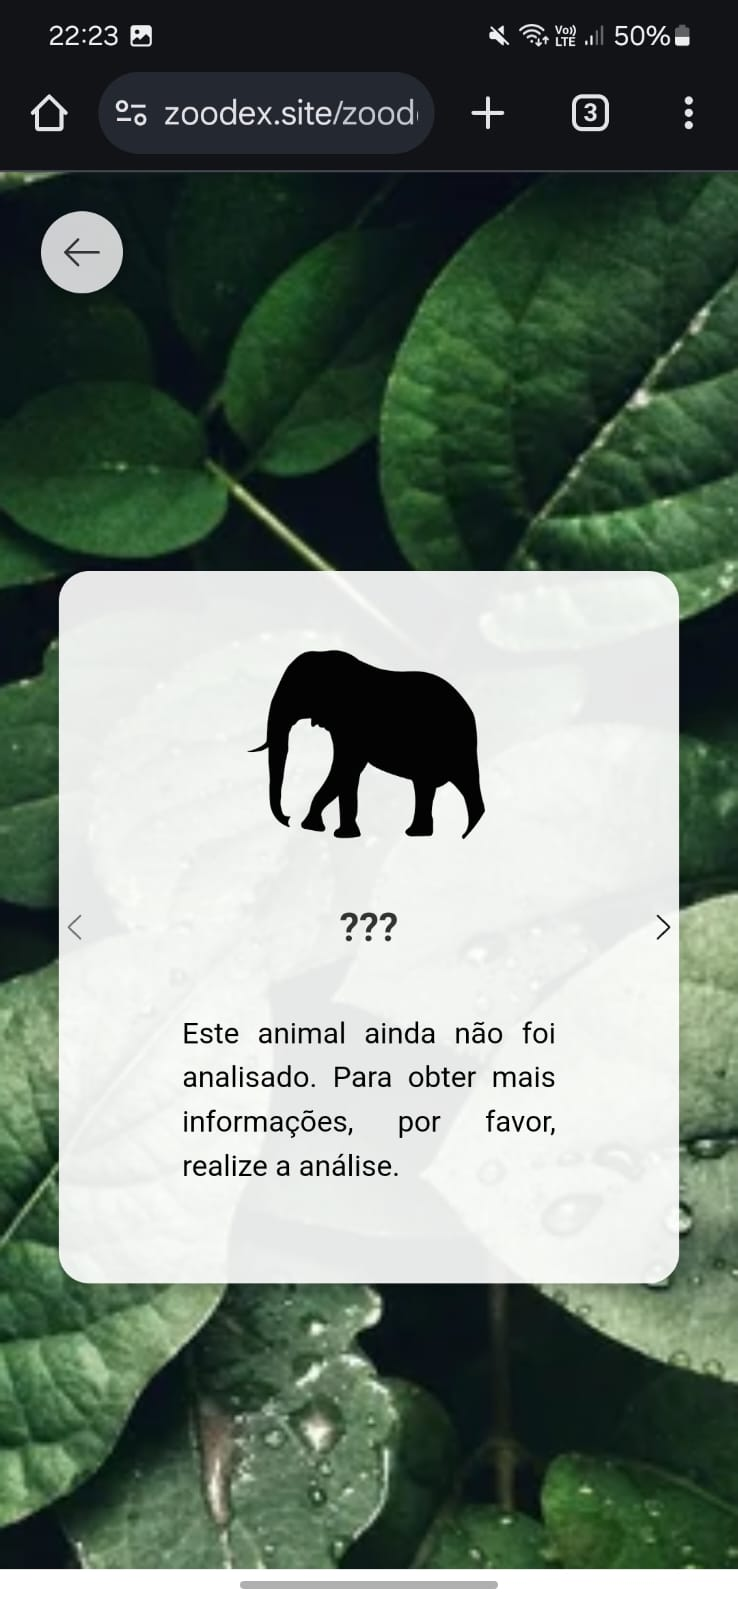 22:23 Vo)) LTE 50%
zoodex.site/zood
3
???
Este animal ainda não foi
analisado. Para obter mais
informações, por favor,
realize a análise.